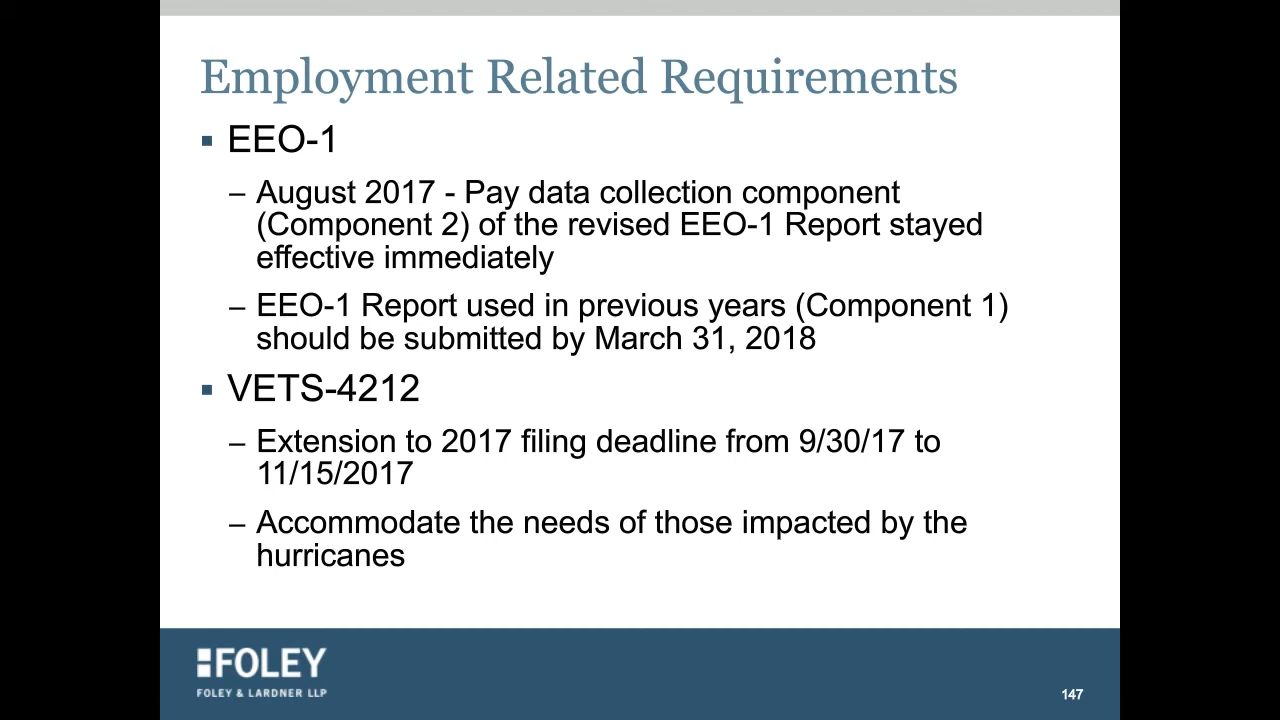 Employment Related Requirements
▪ EEO-1
– August 2017 - Pay data collection component
(Component 2) of the revised EEO-1 Report stayed
effective immediately
– EEO-1 Report used in previous years (Component 1)
should be submitted by March 31, 2018
▪ VETS-4212
– Extension to 2017 filing deadline from 9/30/17 to
11/15/2017
– Accommodate the needs of those impacted by the
hurricanes
FOLEY
FOLEY & LARDNER LLP
147